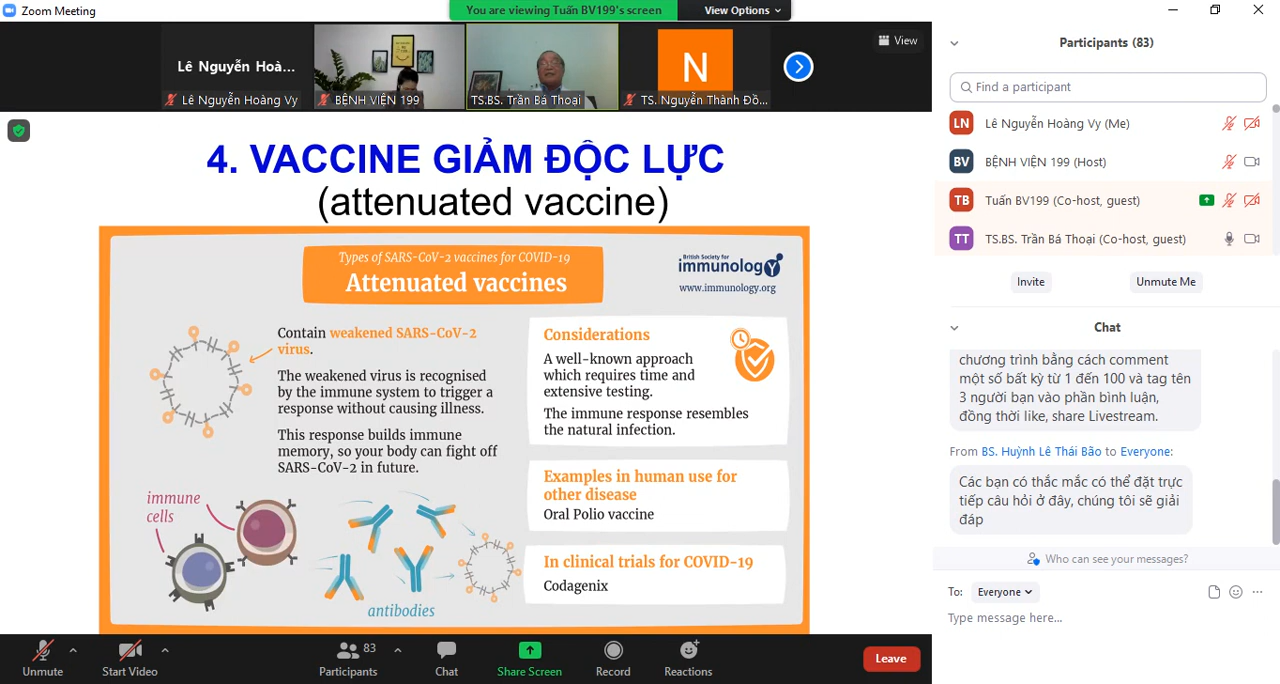 Zoom Meeting
You are viewing Tuấn BV199's screen
View Options
Lê Nguyễn Hoà...
Lê Nguyễn Hoàng Vy
BỆNH VIỆN 199
TS.BS. Trần Bá Thoại
N
TS. Nguyễn Thành Đồ...
View
4. VACCINE GIẢM ĐỘC LỰC
(attenuated vaccine)
Types of SARS-CoV-2 vaccines for COVID-19
Attenuated vaccines
British Society for
immunology
www.immunology.org
Contain weakened SARS-CoV-2
virus.
The weakened virus is recognised
by the immune system to trigger a
response without causing illness.
This response builds immune
memory, so your body can fight off
SARS-CoV-2 in future.
immune
cells
antibodies
Considerations
A well-known approach
which requires time and
extensive testing.
The immune response resembles
the natural infection.
Examples in human use for
other disease
Oral Polio vaccine
In clinical trials for COVID-19
Codagenix
Unmute
Start Video
83
Participants
Chat
Share Screen
Record
Reactions
Leave
Participants (83)
Find a participant
LN Lê Nguyễn Hoàng Vy (Me)
BV BỆNH VIỆN 199 (Host)
TB Tuấn BV199 (Co-host, guest)
TT TS.BS. Trần Bá Thoại (Co-host, guest)
Invite
Unmute Me
Chat
chương trình bằng cách comment
một số bất kỳ từ 1 đến 100 và tag tên
3 người bạn vào phần bình luận,
đồng thời like, share Livestream.
From BS. Huỳnh Lê Thái Bão to Everyone:
Các bạn có thắc mắc có thể đặt trực
tiếp câu hỏi ở đây, chúng tôi sẽ giải
đáp
Who can see your messages?
To: Everyone
Type message here...